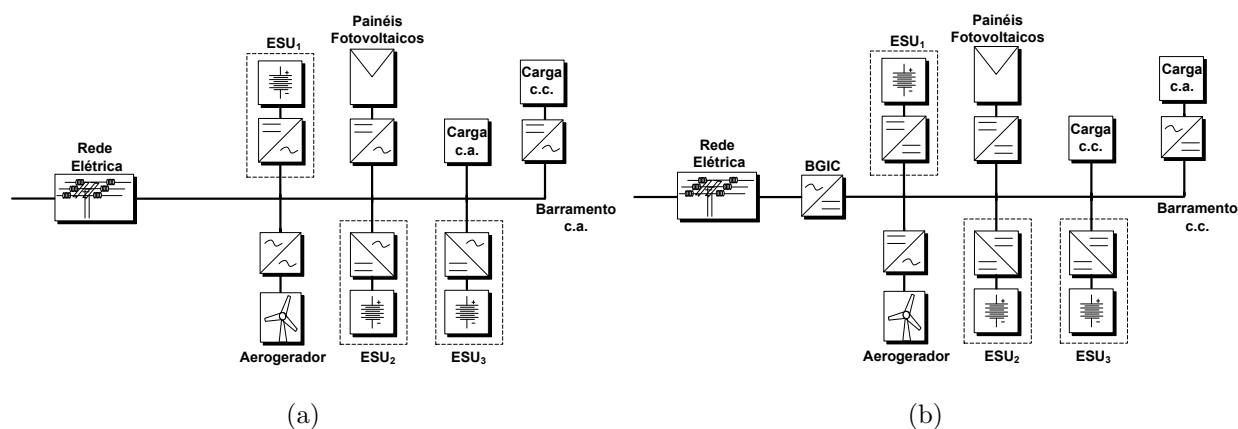 ESU1
Painéis
Fotovoltaicos
Carga
c.c.
Carga
c.a.
Rede
Elétrica
Barramento
c.a.
Aerogerador
ESU2
ESU3
(a)
ESU1
Painéis
Fotovoltaicos
Carga
c.a.
Carga
c.c.
Rede
Elétrica
BGIC
Barramento
c.c.
Aerogerador
ESU2
ESU3
(b)